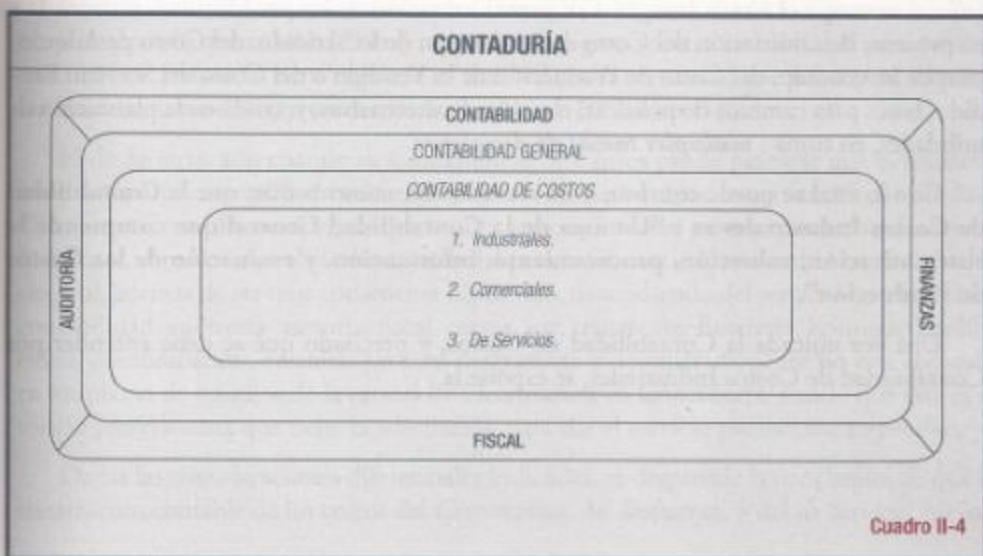 CONTADURÍA
CONTABILIDAD
CONTABILIDAD GENERAL
CONTABILIDAD DE COSTOS
1. Industriales.
2. Comerciales.
3. De Servicios.
AUDITORÍA
FINANZAS
FISCAL
Cuadro II-4